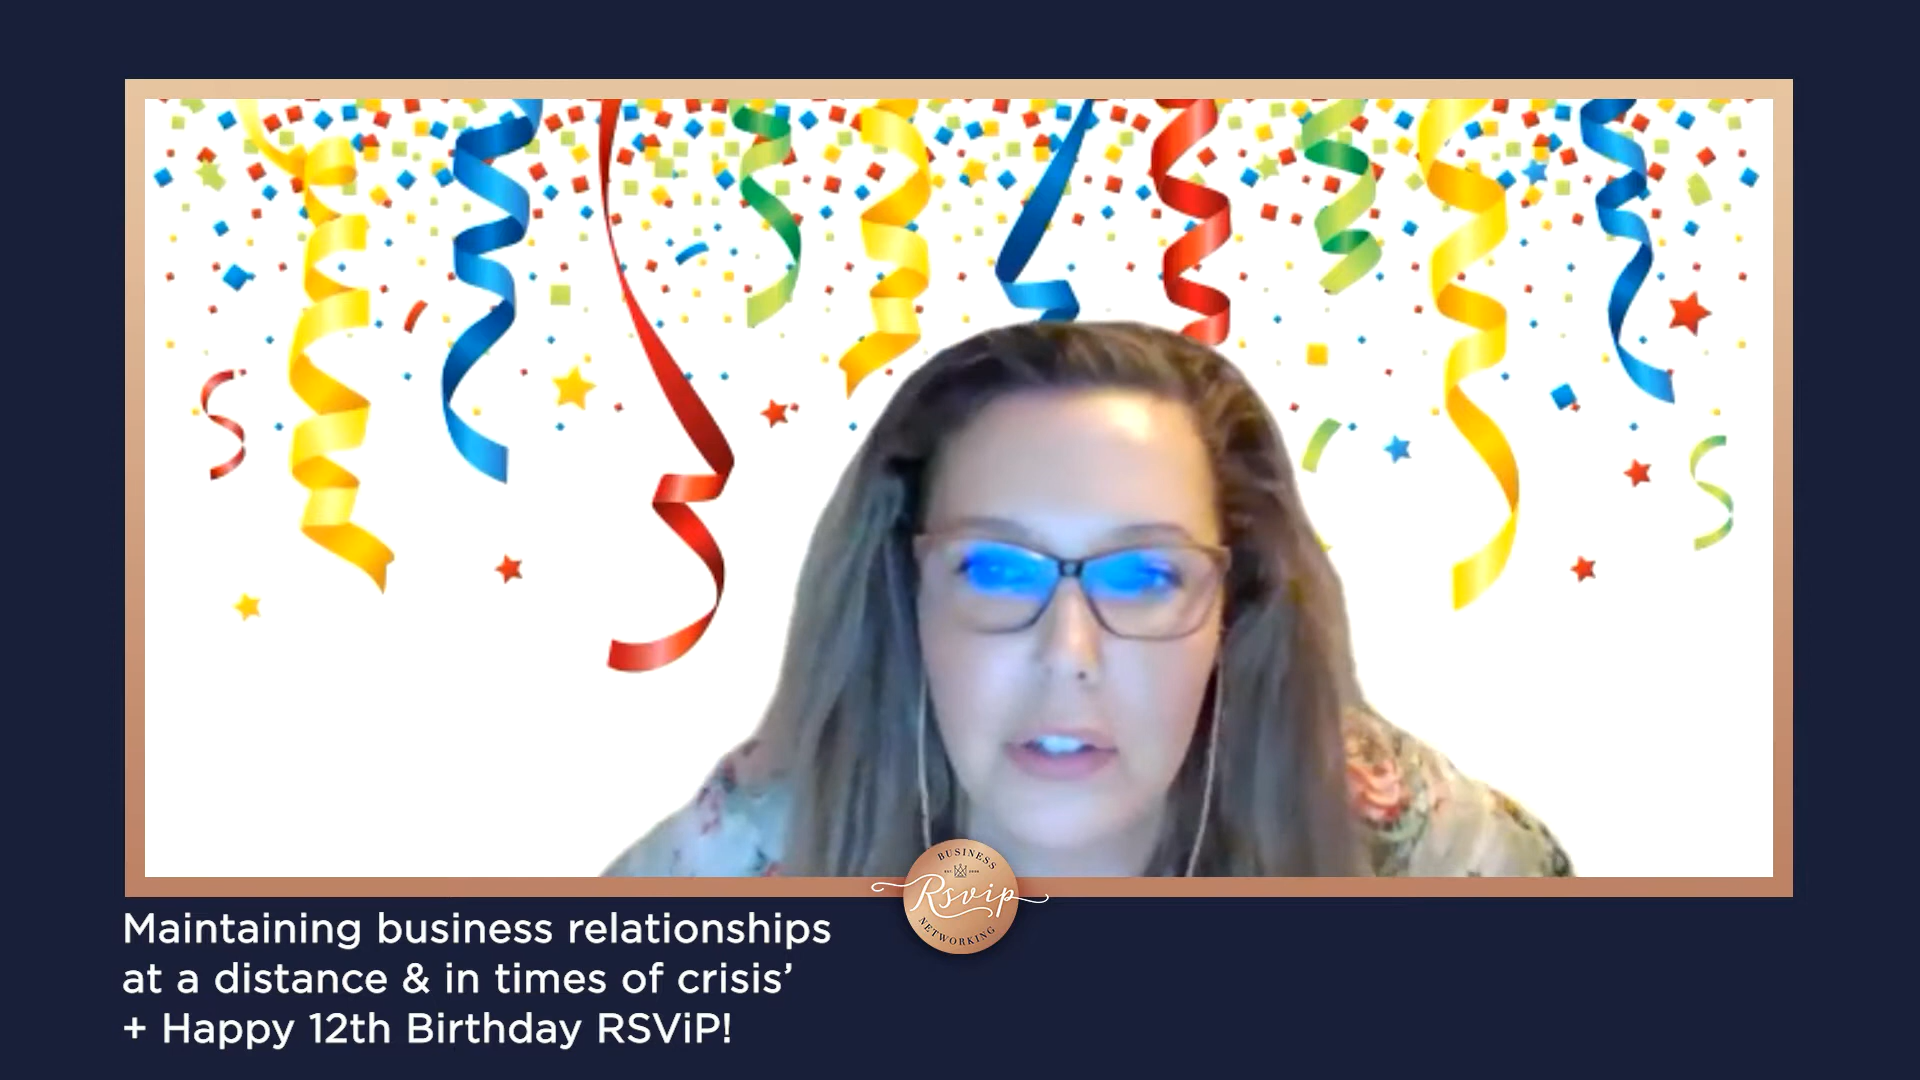 BUSINESS
Rsvip
NETWORKING
Maintaining business relationships
at a distance & in times of crisis’
+ Happy 12th Birthday RSViP!